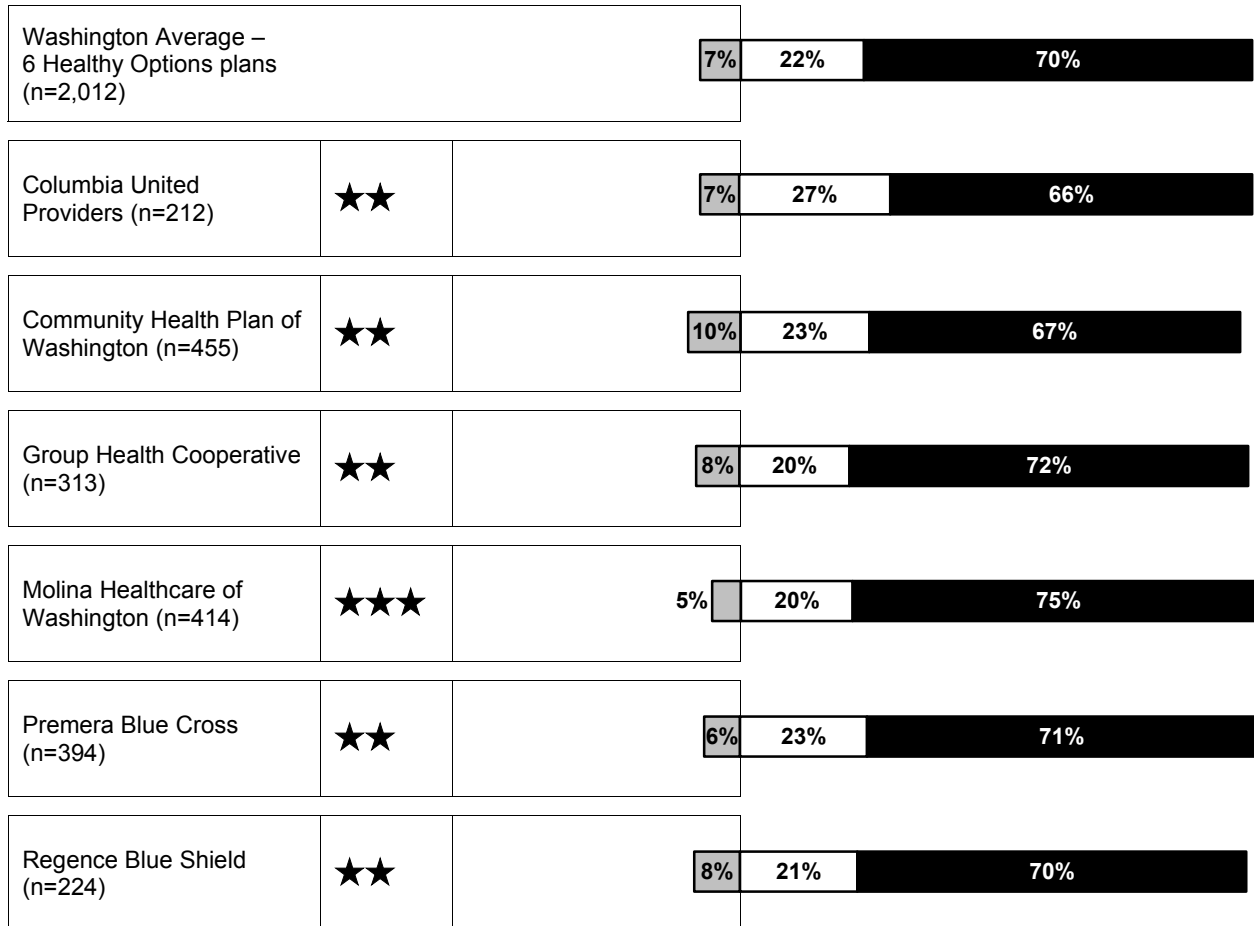 Washington Average –
6 Healthy Options plans
(n=2,012)
7% 22% 70%
Columbia United
Providers (n=212)
★★
7% 27% 66%
Community Health Plan of
Washington (n=455)
★★
10% 23% 67%
Group Health Cooperative
(n=313)
★★
8% 20% 72%
Molina Healthcare of
Washington (n=414)
★★★
5% 20% 75%
Premera Blue Cross
(n=394)
★★
6% 23% 71%
Regence Blue Shield
(n=224)
★★
8% 21% 70%